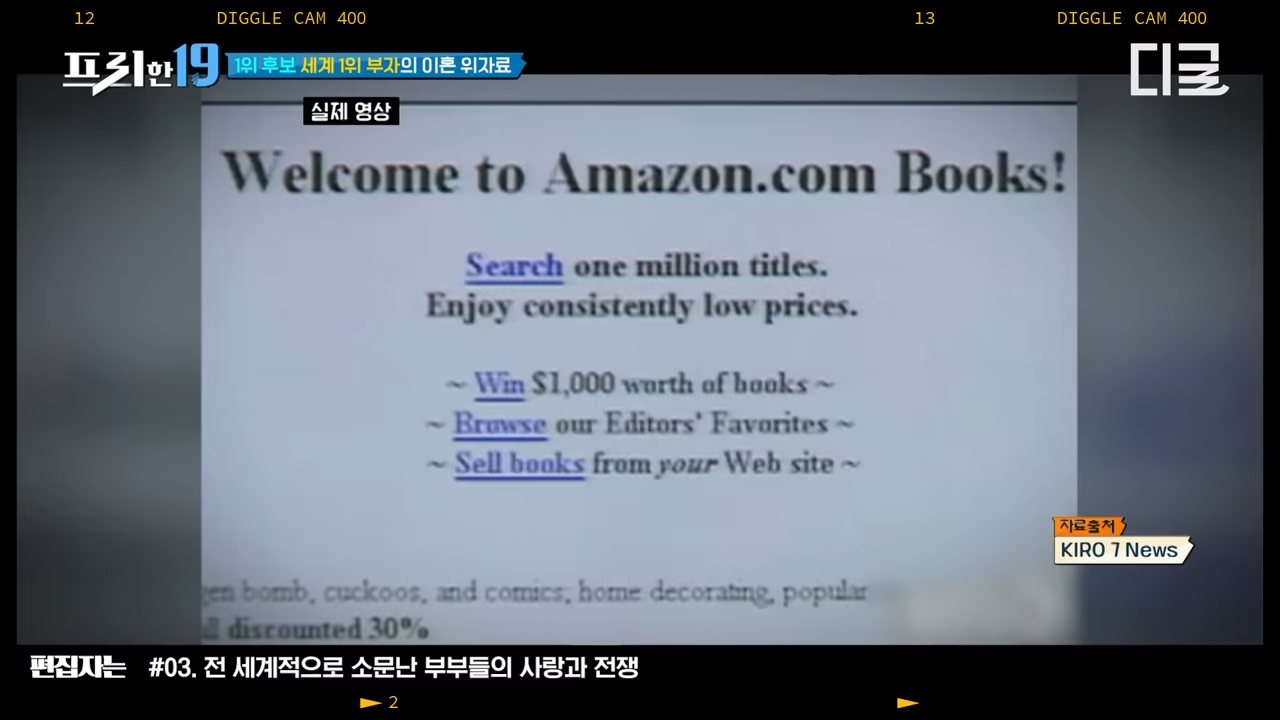 12 DIGGLE CAM 400 13 DIGGLE CAM 400
프리한19 1위 후보 세계 1위 부자의 이혼 위자료
디글
실제 영상
Welcome to Amazon.com Books!
Search one million titles.
Enjoy consistently low prices.
~ Win $1,000 worth of books ~
~ Browse our Editors' Favorites ~
~ Sell books from your Web site ~
자료출처
KIRO 7 News
bomb, cuckoos, and comics; home decorating, popular
discounted 30%
편집자는 #03. 전 세계적으로 소문난 부부들의 사랑과 전쟁
2